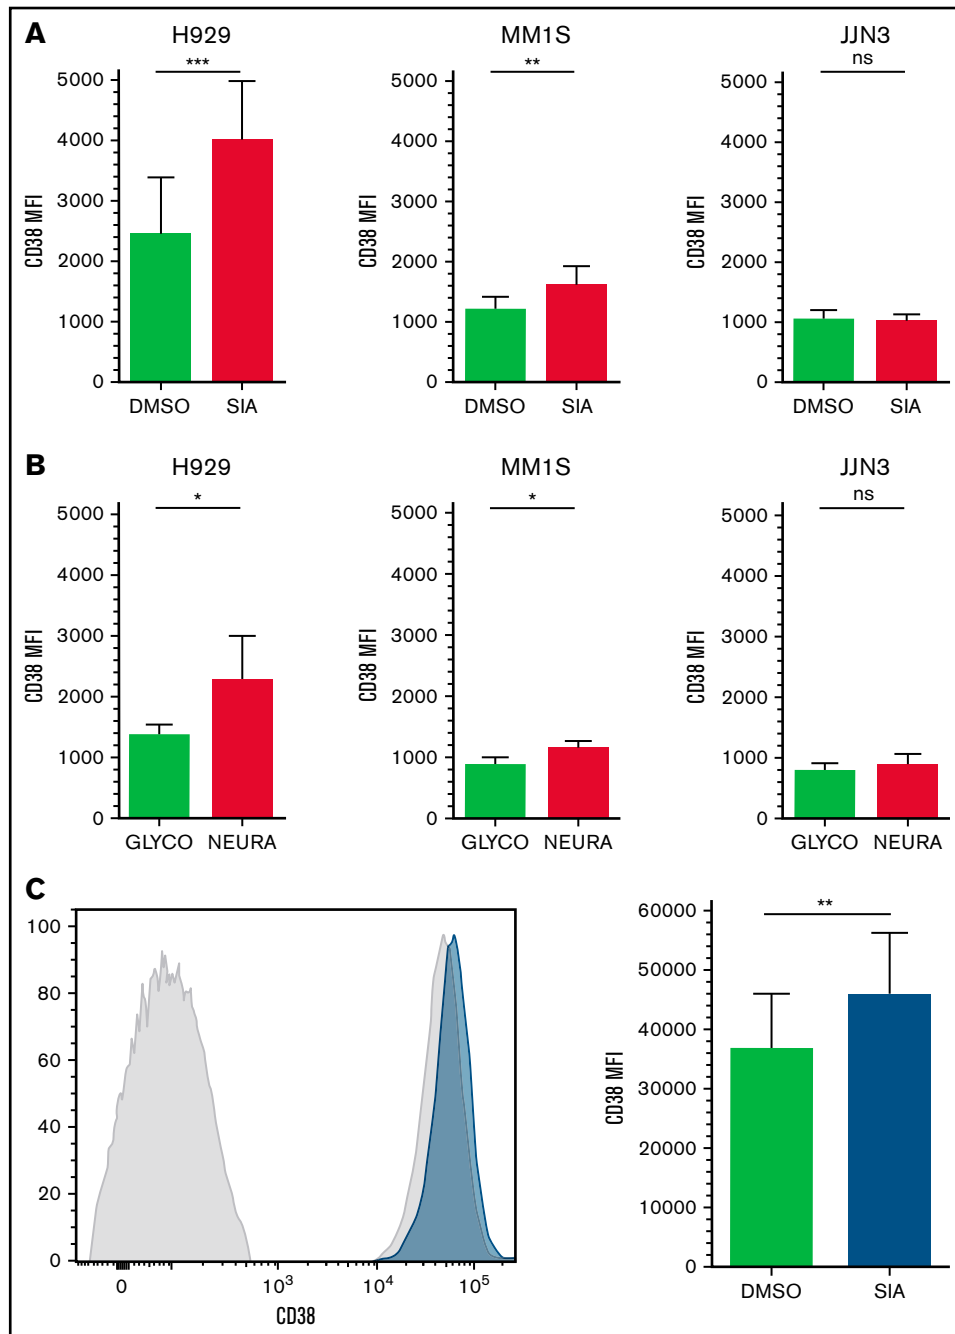 A
H929
MM1S
JJN3
***
**
ns
CD38 MFI
5000
4000
3000
2000
1000
0
DMSO
SIA
CD38 MFI
5000
4000
3000
2000
1000
0
DMSO
SIA
CD38 MFI
5000
4000
3000
2000
1000
0
DMSO
SIA
B
H929
MM1S
JJN3
*
*
ns
CD38 MFI
5000
4000
3000
2000
1000
0
GLYCO
NEURA
CD38 MFI
5000
4000
3000
2000
1000
0
GLYCO
NEURA
CD38 MFI
5000
4000
3000
2000
1000
0
GLYCO
NEURA
C
100
80
60
40
20
0
0
10³
10⁴
10⁵
CD38
**
CD38 MFI
60000
50000
40000
30000
20000
10000
0
DMSO
SIA